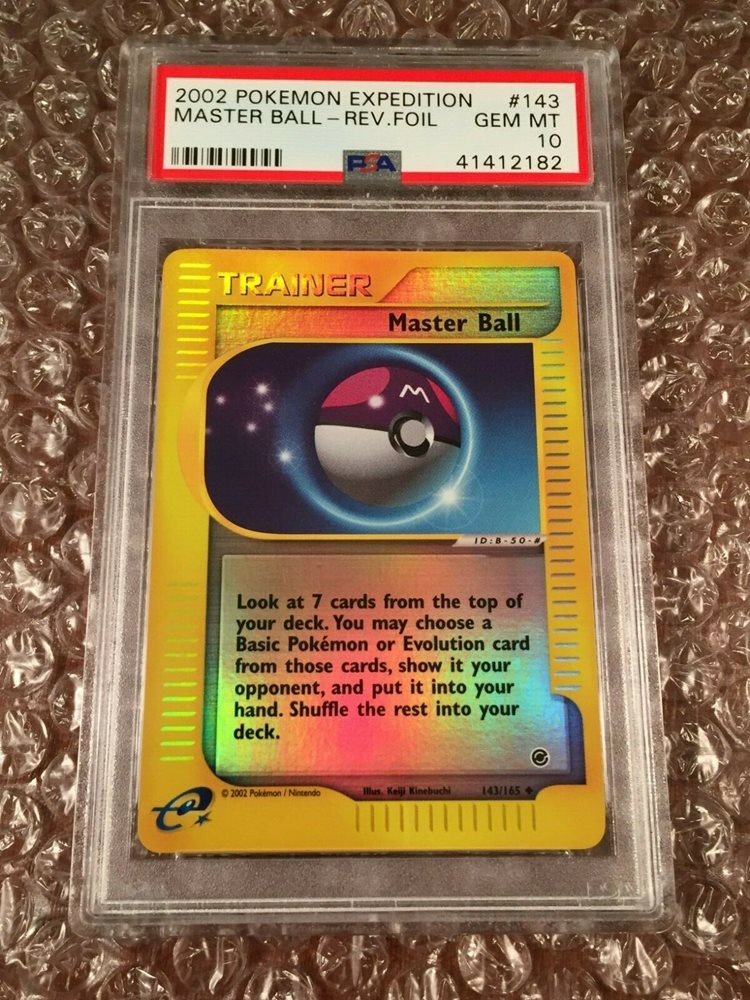 2002 POKEMON EXPEDITION #143
MASTER BALL - REV.FOIL GEM MT
10
PSA 41412182
TRAINER
Master Ball
M
ID:B-50-#
Look at 7 cards from the top of
your deck. You may choose a
Basic Pokémon or Evolution card
from those cards, show it your
opponent, and put it into your
hand. Shuffle the rest into your
deck.
e
© 2002 Pokémon / Nintendo Illus. Keiji Kinebuchi 143/165 ◆